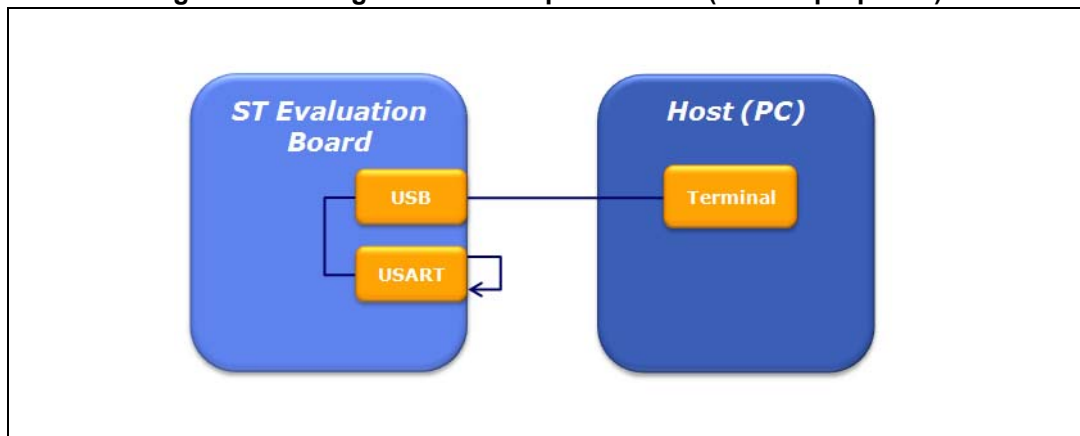 ST Evaluation
Board
Host (PC)
USB
Terminal
USART